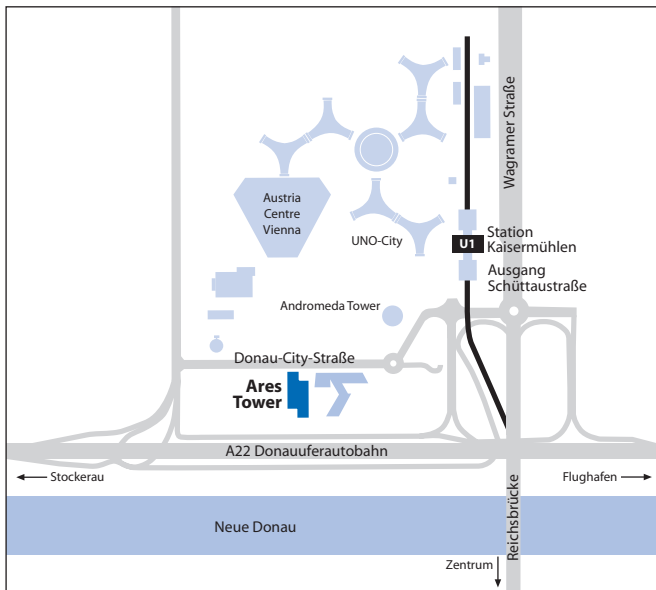 Wagramer Straße
Austria
Centre
Vienna
UNO-City
U1
Station
Kaisermühlen
Ausgang
Schüttaustraße
Andromeda Tower
Donau-City-Straße
Ares
Tower
A22 Donauuferautobahn
Stockerau
Flughafen
Reichsbrücke
Neue Donau
Zentrum